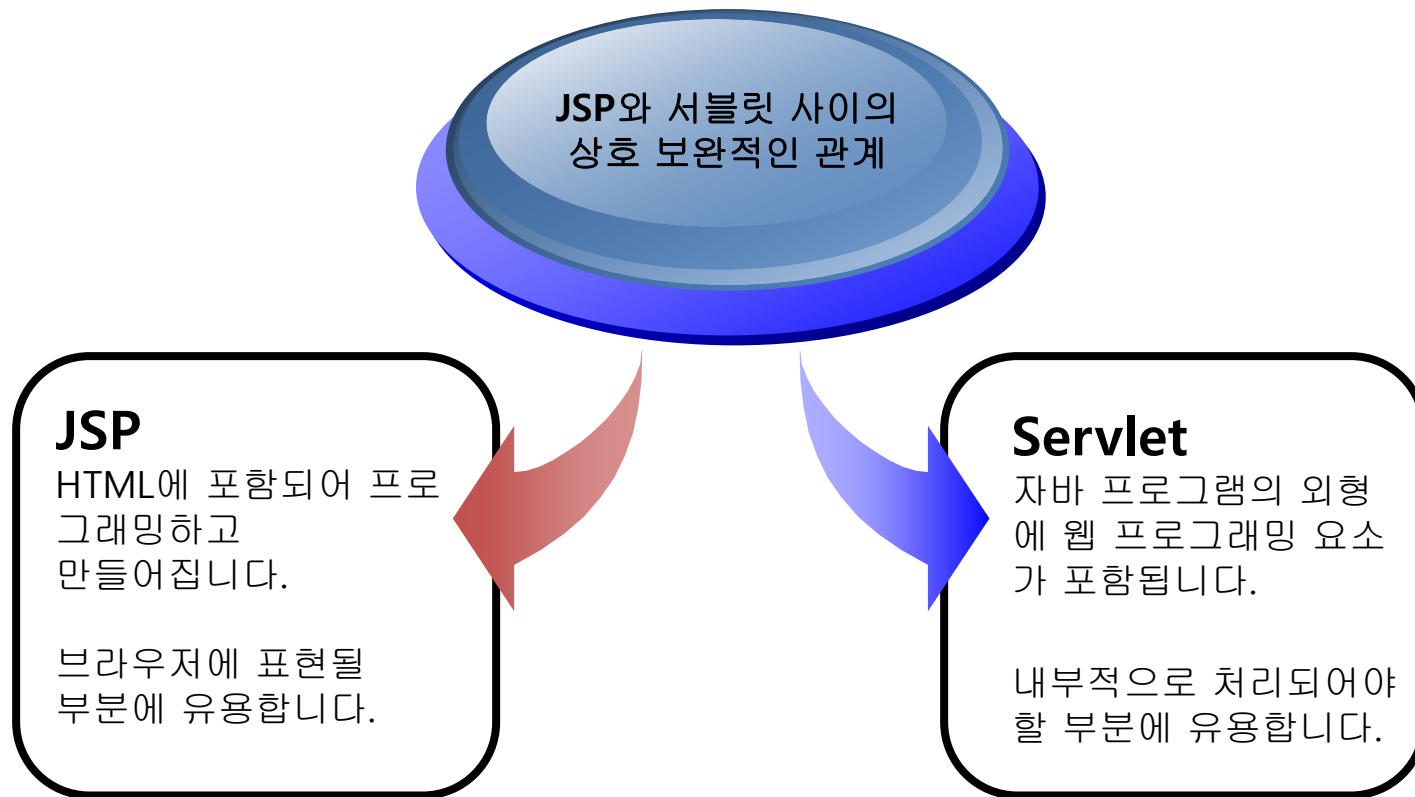 JSP와 서블릿 사이의
상호 보완적인 관계
JSP
HTML에 포함되어 프로
그래밍하고
만들어집니다.
브라우저에 표현될
부분에 유용합니다.
Servlet
자바 프로그램의 외형
에 웹 프로그래밍 요소
가 포함됩니다.
내부적으로 처리되어야
할 부분에 유용합니다.